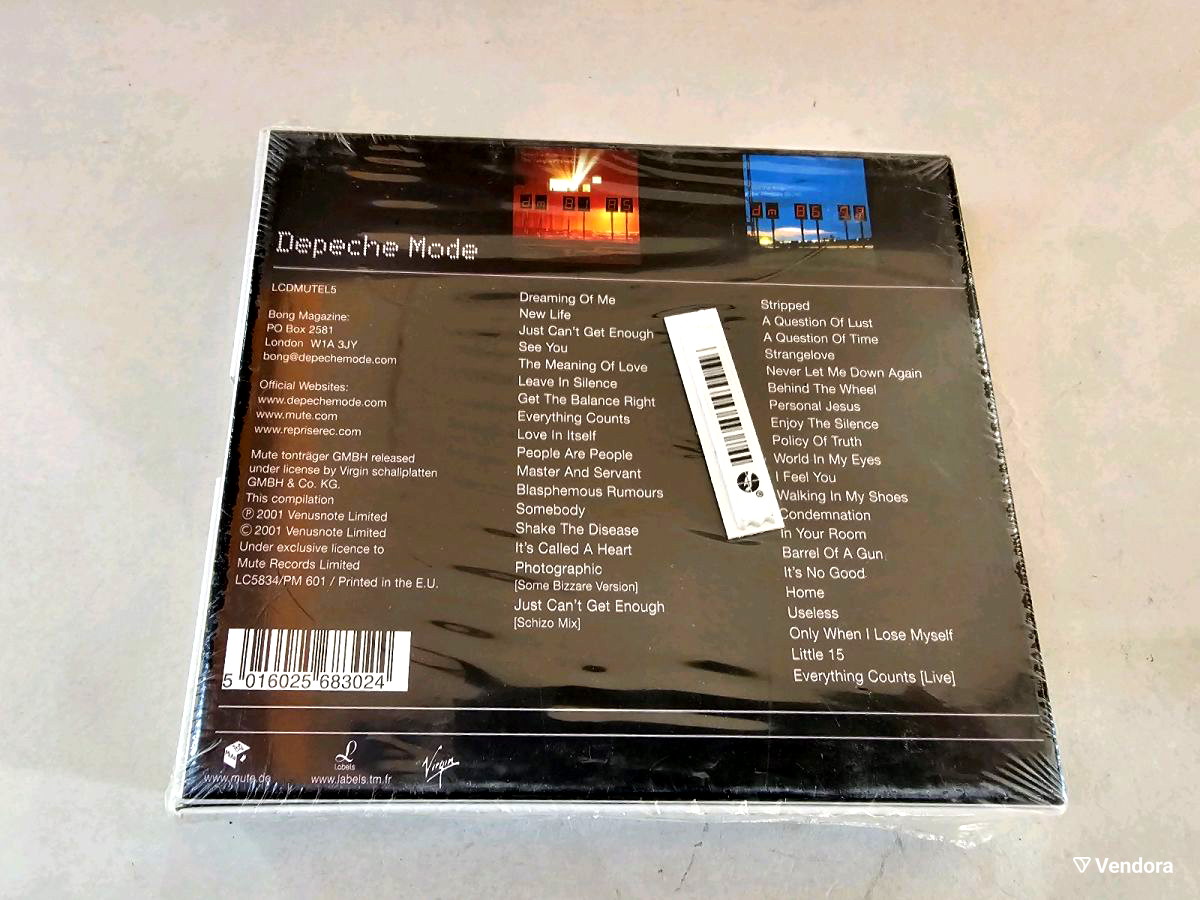 dm 81 85
dm 86 98
Depeche Mode
LCDMUTEL5
Bong Magazine:
PO Box 2581
London W1A 3JY
bong@depechemode.com
Official Websites:
www.depechemode.com
www.mute.com
www.repriserec.com
Mute tonträger GMBH released
under license by Virgin schallplatten
GMBH & Co. KG.
This compilation
Ⓟ 2001 Venusnote Limited
© 2001 Venusnote Limited
Under exclusive licence to
Mute Records Limited
LC5834/PM 601 / Printed in the E.U.
5 016025 683024
www.mute.de
Labels
www.labels.tm.fr
Virgin
Dreaming Of Me
New Life
Just Can't Get Enough
See You
The Meaning Of Love
Leave In Silence
Get The Balance Right
Everything Counts
Love In Itself
People Are People
Master And Servant
Blasphemous Rumours
Somebody
Shake The Disease
It's Called A Heart
Photographic
[Some Bizzare Version]
Just Can't Get Enough
[Schizo Mix]
Stripped
A Question Of Lust
A Question Of Time
Strangelove
Never Let Me Down Again
Behind The Wheel
Personal Jesus
Enjoy The Silence
Policy Of Truth
World In My Eyes
I Feel You
Walking In My Shoes
Condemnation
In Your Room
Barrel Of A Gun
It's No Good
Home
Useless
Only When I Lose Myself
Little 15
Everything Counts [Live]
Vendora